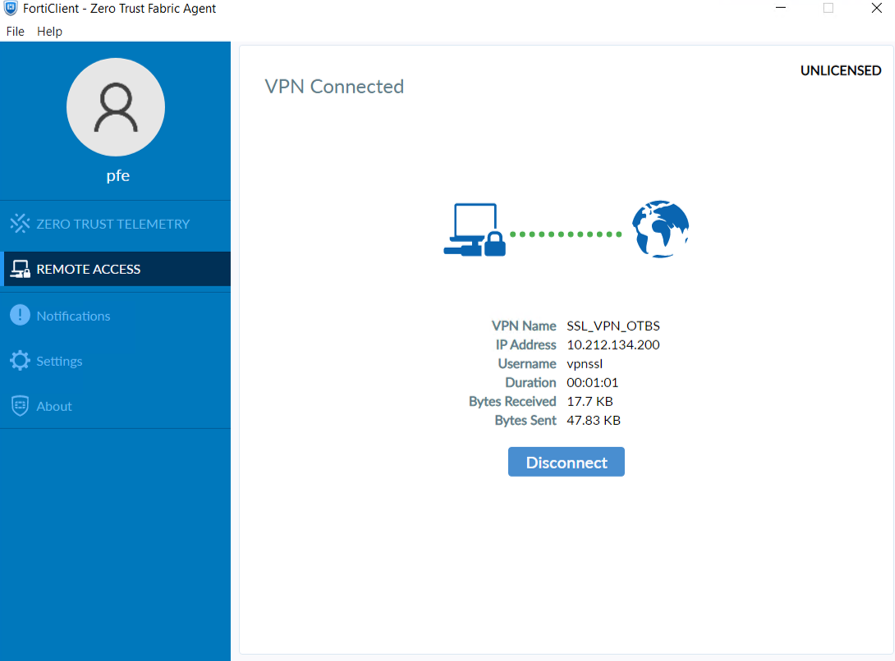 FortiClient - Zero Trust Fabric Agent
File Help
pfe
ZERO TRUST TELEMETRY
REMOTE ACCESS
Notifications
Settings
About
VPN Connected
UNLICENSED
VPN Name SSL_VPN_OTBS
IP Address 10.212.134.200
Username vpnssl
Duration 00:01:01
Bytes Received 17.7 KB
Bytes Sent 47.83 KB
Disconnect